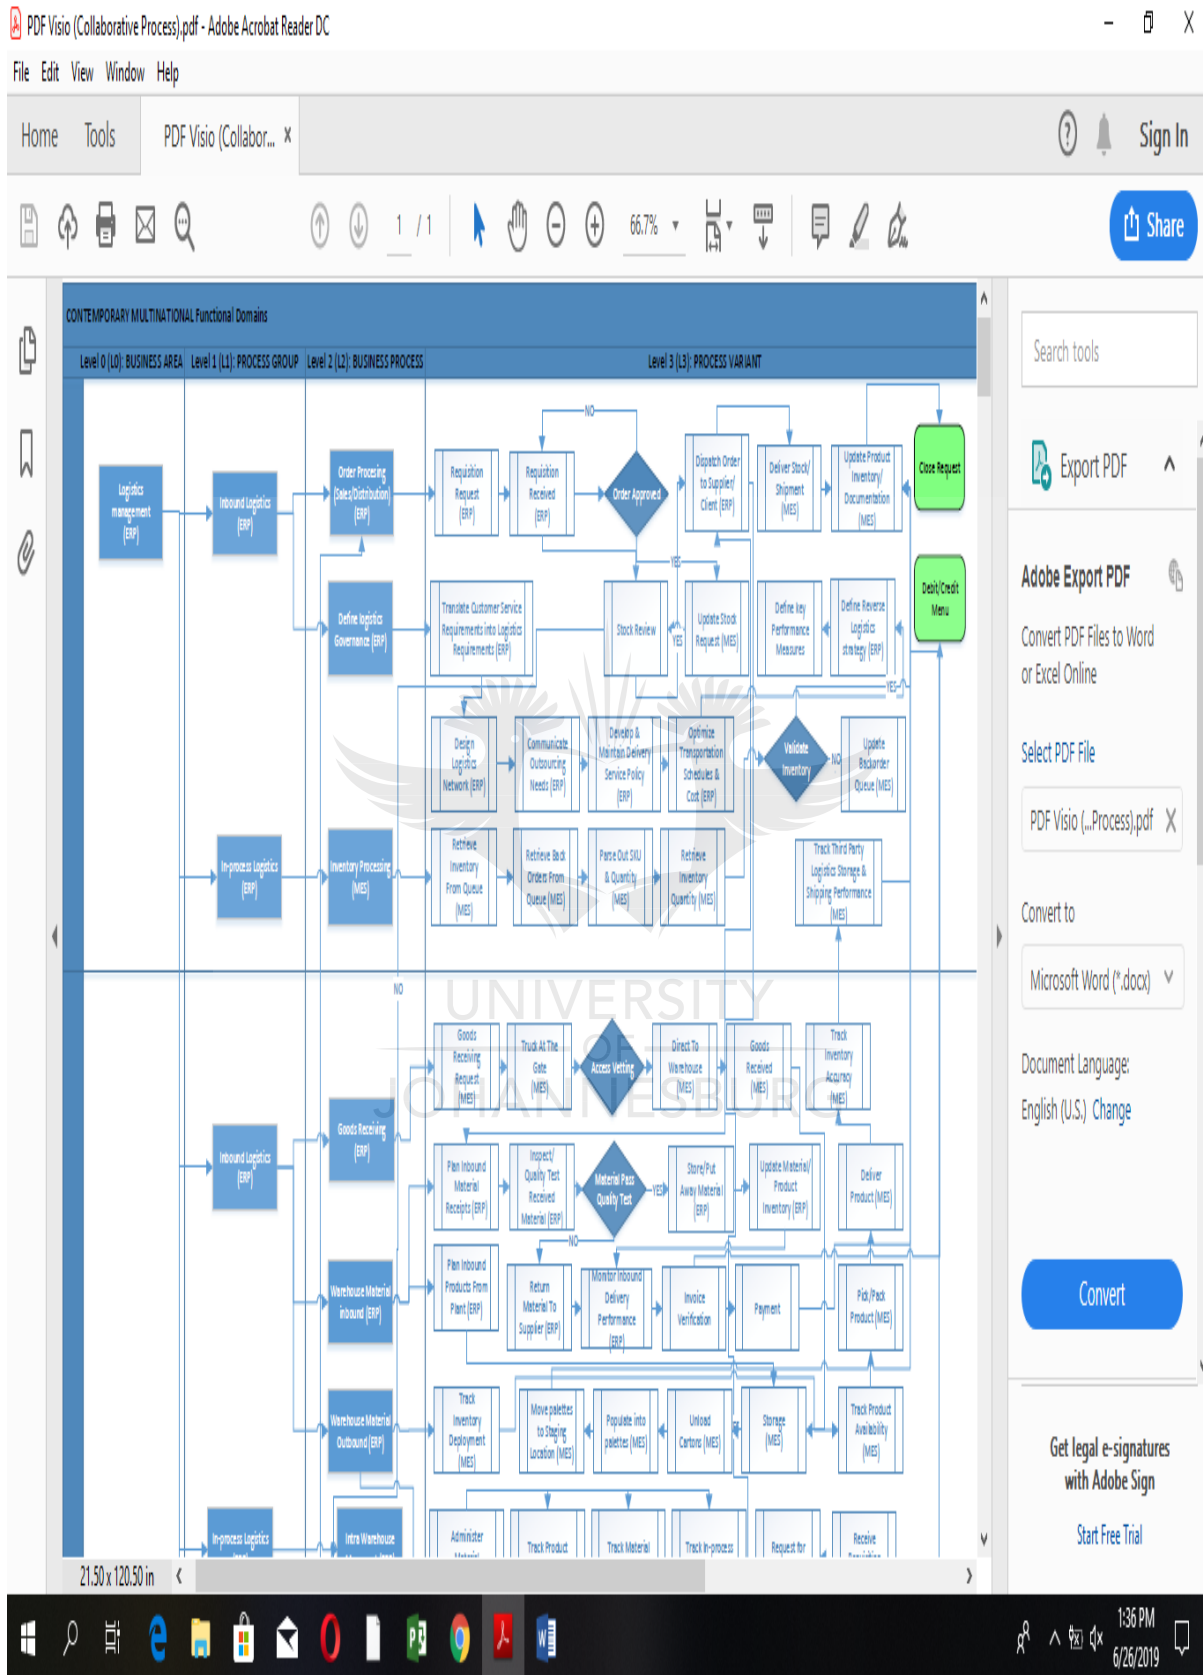 PDF Visio (Collaborative Process).pdf - Adobe Acrobat Reader DC
File Edit View Window Help
Home Tools PDF Visio (Collabor... × Sign In
1 / 1 66.7% Share
CONTEMPORARY MULTINATIONAL Functional Domains
Level 0 (L0): BUSINESS AREA Level 1 (L1): PROCESS GROUP Level 2 (L2): BUSINESS PROCESS Level 3 (L3): PROCESS VARIANT
Logistics
management
(ERP)
Inbound Logistics
(ERP)
Order Procesing
(Sales/Distribution)
(ERP)
Requisition
Request
(ERP)
Requisition
Received
(ERP)
NO
Order Approved
YES
Dispatch Order
to Supplier/
Client (ERP)
Deliver Stock/
Shipment
(MES)
Update Product
Inventory/
Documentation
(MES)
Close Request
Define logistics
Governance (ERP)
Translate Customer Service
Requirements into Logistics
Requirements (ERP)
Stock Review
YES
Update Stock
Request (MES)
Define key
Performance
Measures
Define Reverse
Logistics
strategy (ERP)
Debit/Credit
Menu
YES
Design
Logistics
Network (ERP)
Communicate
Outsourcing
Needs (ERP)
Develop &
Maintain Delivery
Service Policy
(ERP)
Optimize
Transportation
Schedules &
Cost (ERP)
Validate
Inventory
NO
Update
Backorder
Queue (MES)
In-process Logistics
(ERP)
Inventory Processing
(MES)
Retrieve
Inventory
From Queue
(MES)
Retrieve Back
Orders From
Queue (MES)
Parse Out SKU
& Quantity
(MES)
Retrieve
Inventory
Quantity (MES)
Track Third Party
Logistics Storage &
Shipping Performance
(MES)
NO
UNIVERSITY
OF
JOHANNESBURG
Inbound Logistics
(ERP)
Goods Receiving
(ERP)
Goods
Receiving
Request
(MES)
Truck At The
Gate
(MES)
Access Vetting
Direct To
Warehouse
(MES)
Goods
Received
(MES)
Track
Inventory
Accuracy
(MES)
Plan Inbound
Material
Receipts (ERP)
Inspect/
Quality Test
Received
Material (ERP)
Material Pass
Quality Test
YES
Store/Put
Away Material
(ERP)
Update Material/
Product
Inventory (ERP)
Deliver
Product (MES)
NO
Warehouse Material
inbound (ERP)
Plan Inbound
Products From
Plant (ERP)
Return
Material To
Supplier (ERP)
Monitor Inbound
Delivery
Performance
(ERP)
Invoice
Verification
Payment
Pick/Pack
Product (MES)
Warehouse Material
Outbound (ERP)
Track
Inventory
Deployment
(MES)
Move palettes
to Staging
Location (MES)
Populate into
palettes (MES)
Unload
Cartons (MES)
Storage
(MES)
Track Product
Availability
(MES)
In-process Logistics
Intra Warehouse
Administer
Track Product
Track Material
Track In-process
Request for
Receive
21.50 x 120.50 in
Search tools
Export PDF
Adobe Export PDF
Convert PDF Files to Word
or Excel Online
Select PDF File
PDF Visio (...Process).pdf
Convert to
Microsoft Word (*.docx)
Document Language:
English (U.S.) Change
Convert
Get legal e-signatures
with Adobe Sign
Start Free Trial
1:36 PM
6/26/2019